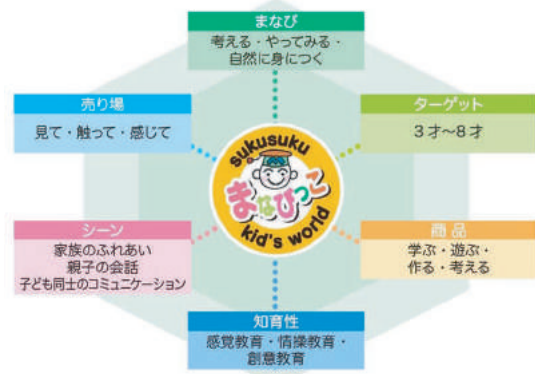 まなび
考える・やってみる・
自然に身につく
売り場
見て・触って・感じて
ターゲット
3才〜8才
sukusuku
まなびっこ
kid's world
シーン
家族のふれあい
親子の会話
子ども同士のコミュニケーション
商品
学ぶ・遊ぶ・
作る・考える
知育性
感覚教育・情操教育・
創意教育